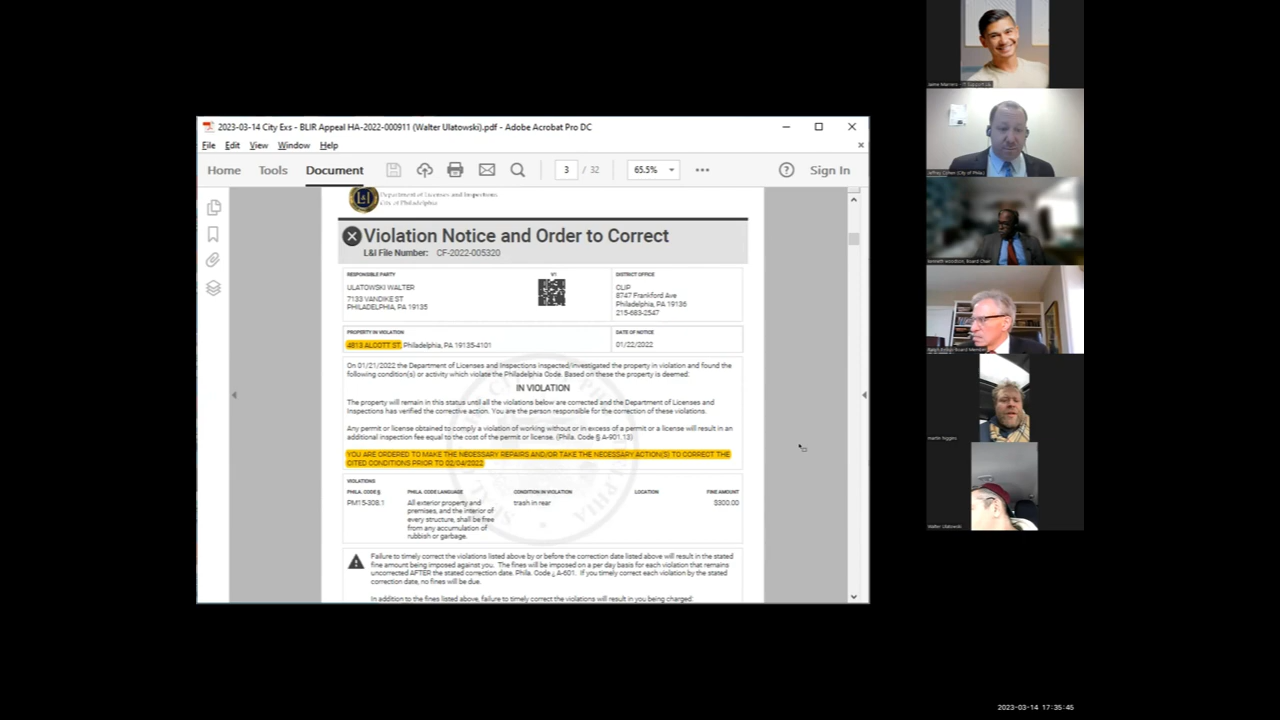 2023-03-14 City Exs - BLIR Appeal HA-2022-000911 (Walter Ulatowski).pdf - Adobe Acrobat Pro DC
File Edit View Window Help
Home Tools Document 3 / 32 65.5% Sign In
Department of Licenses and Inspections
City of Philadelphia
Violation Notice and Order to Correct
L&I File Number: CF-2022-005320
RESPONSIBLE PARTY
ULATOWSKI WALTER
7133 VANDIKE ST
PHILADELPHIA, PA 19135
V1
DISTRICT OFFICE
CLIP
8747 Frankford Ave
Philadelphia, PA 19136
215-683-2547
PROPERTY IN VIOLATION
4813 ALCOTT ST, Philadelphia, PA 19135-4101
DATE OF NOTICE
01/22/2022
On 01/21/2022 the Department of Licenses and Inspections inspected/investigated the property in violation and found the
following condition(s) or activity which violate the Philadelphia Code. Based on these the property is deemed:
IN VIOLATION
The property will remain in this status until all the violations below are corrected and the Department of Licenses and
Inspections has verified the corrective action. You are the person responsible for the correction of these violations.
Any permit or license obtained to comply a violation of working without or in excess of a permit or a license will result in an
additional inspection fee equal to the cost of the permit or license. (Phila. Code § A-901.13)
YOU ARE ORDERED TO MAKE THE NECESSARY REPAIRS AND/OR TAKE THE NECESSARY ACTION(S) TO CORRECT THE
CITED CONDITIONS PRIOR TO 02/04/2022
VIOLATIONS
PHILA. CODE § PHILA. CODE LANGUAGE CONDITION IN VIOLATION LOCATION FINE AMOUNT
PM15-308.1 All exterior property and trash in rear $300.00
premises, and the interior of
every structure, shall be free
from any accumulation of
rubbish or garbage.
Failure to timely correct the violations listed above by or before the correction date listed above will result in the stated
fine amount being imposed against you. The fines will be imposed on a per day basis for each violation that remains
uncorrected AFTER the stated correction date. Phila. Code ¿ A-601. If you timely correct each violation by the stated
correction date, no fines will be due.
In addition to the fines listed above, failure to timely correct the violations will result in you being charged:
Jeffrey Cohen (City of Phila)
Kenneth Woodson, Board Chair
martin higgins
Walter Ulatowski
2023-03-14 17:35:45